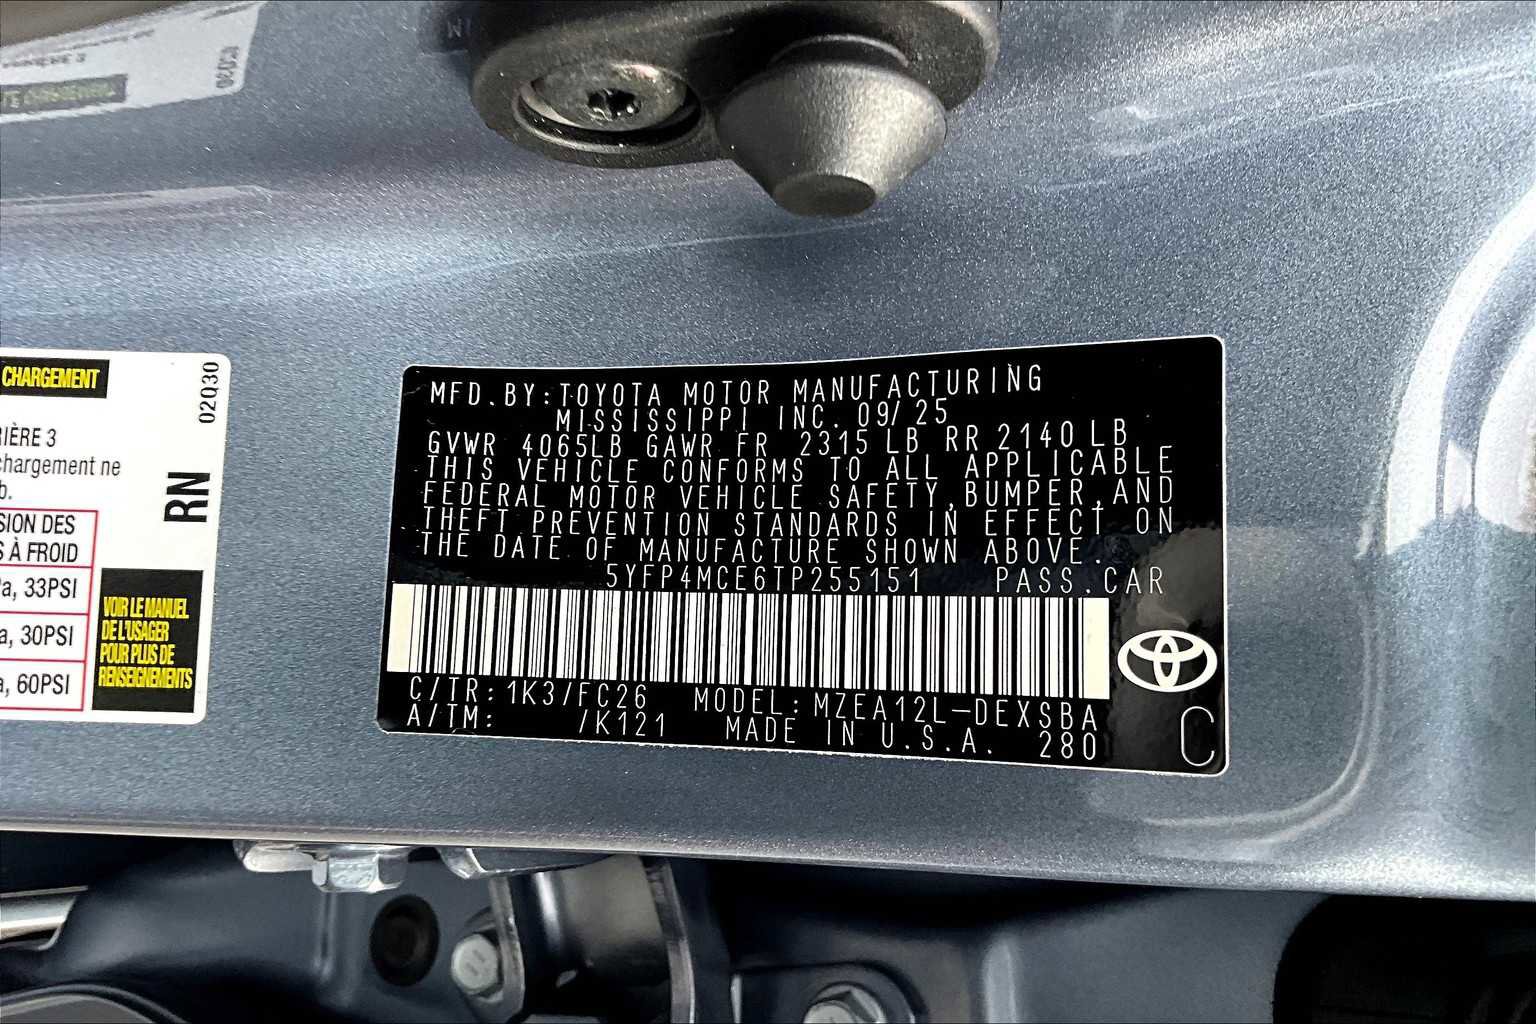 CHARGEMENT
02Q30
RIÈRE 3
chargement ne
b.
RN
SION DES
S À FROID
Pa, 33PSI
a, 30PSI
a, 60PSI
VOIR LE MANUEL
DE L'USAGER
POUR PLUS DE
RENSEIGNEMENTS
MFD.BY:TOYOTA MOTOR MANUFACTURING
MISSISSIPPI INC. 09/25
GVWR 4065LB GAWR FR 2315 LB RR 2140 LB
THIS VEHICLE CONFORMS TO ALL APPLICABLE
FEDERAL MOTOR VEHICLE SAFETY,BUMPER,AND
THEFT PREVENTION STANDARDS IN EFFECT ON
THE DATE OF MANUFACTURE SHOWN ABOVE.
5YFP4MCE6TP255151 PASS.CAR
C/TR:1K3/FC26 MODEL:MZEA12L-DEXSBA
A/TM: /K121 MADE IN U.S.A. 280
C